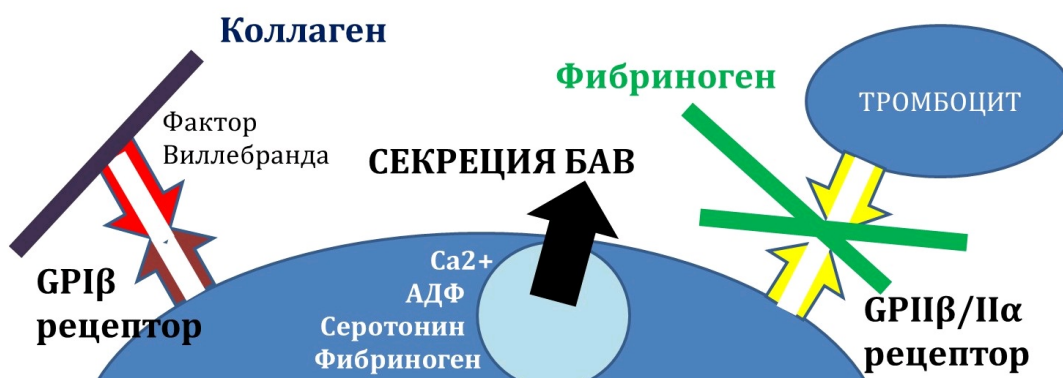 Коллаген
Фактор
Виллебранда
СЕКРЕЦИЯ БАВ
Фибриноген
ТРОМБОЦИТ
GPIβ
рецептор
Ca2+
АДФ
Серотонин
Фибриноген
GPIIβ/IIα
рецептор